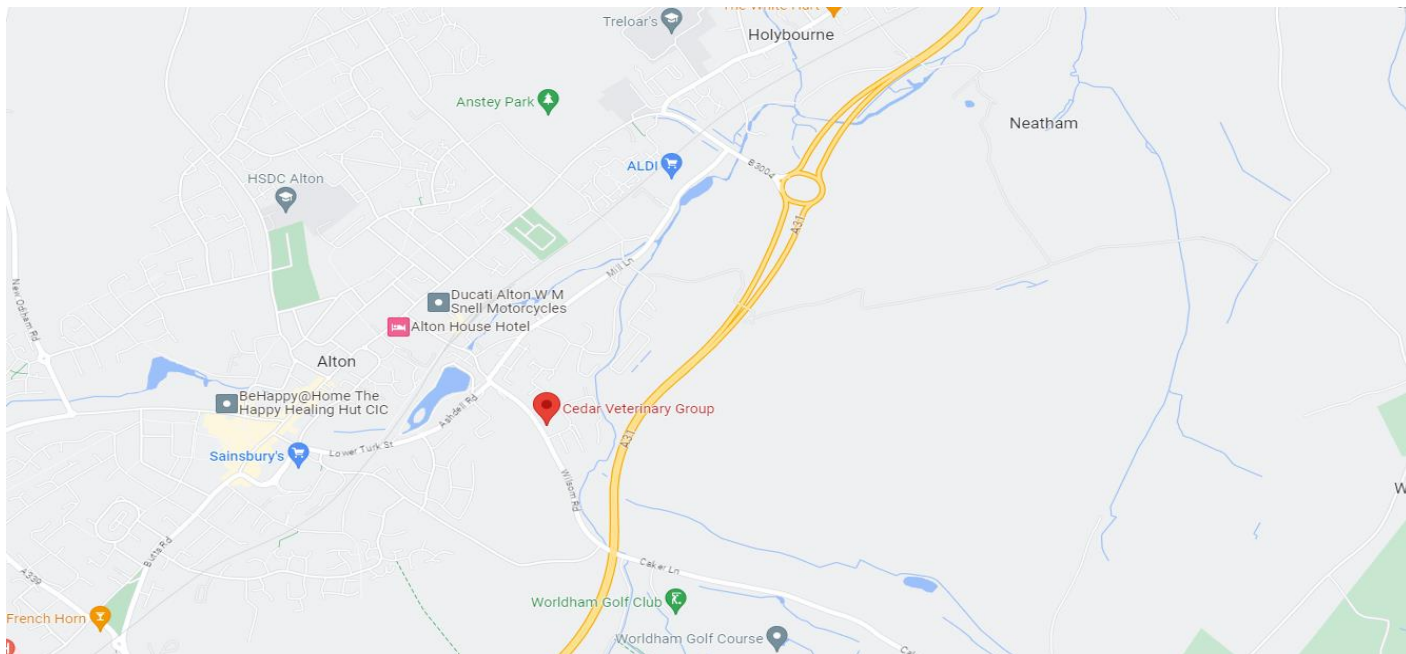 The White Hart
Treloar's
Holybourne
Anstey Park
Neatham
ALDI
B3004
HSDC Alton
A31
New Odiham Rd
Mill Ln
Ducati Alton W M
Snell Motorcycles
Alton House Hotel
Alton
BeHappy@Home The
Happy Healing Hut CIC
Ashdell Rd
Cedar Veterinary Group
A31
Lower Turk St
Sainsbury's
Wilsom Rd
W
Butts Rd
Caker Ln
A339
Worldham Golf Club
French Horn
Worldham Golf Course